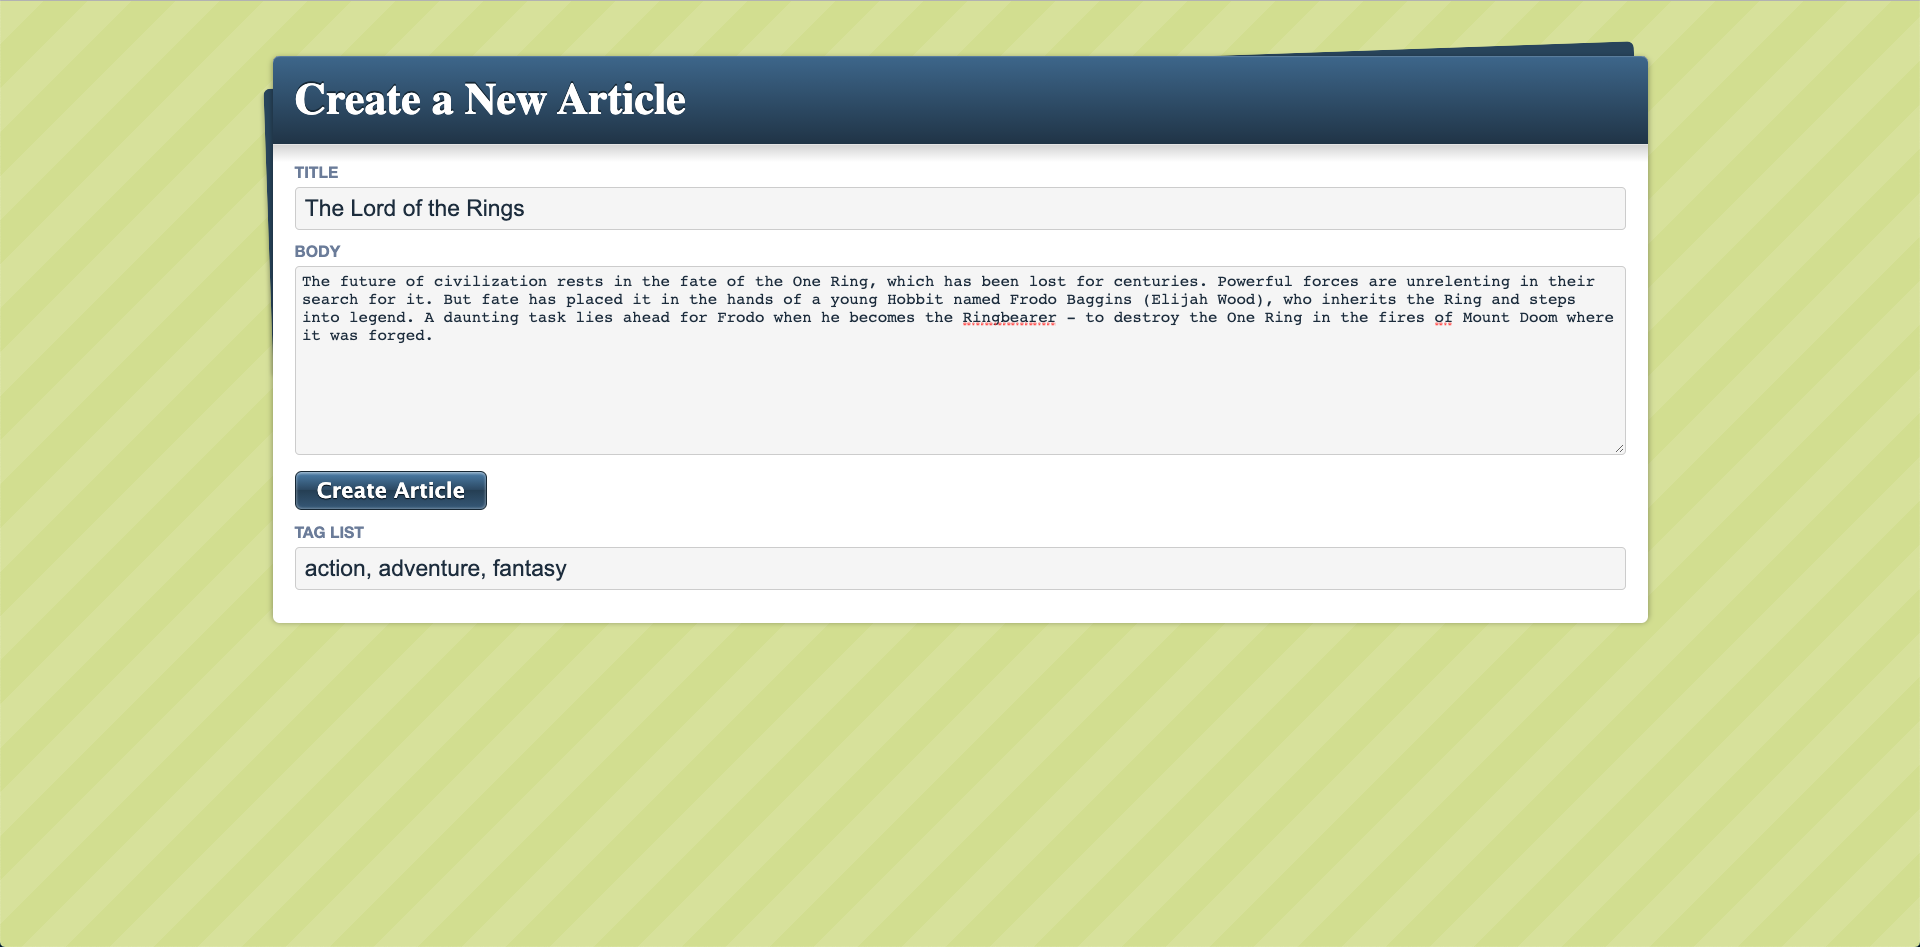 Create a New Article
TITLE
The Lord of the Rings
BODY
The future of civilization rests in the fate of the One Ring, which has been lost for centuries. Powerful forces are unrelenting in their
search for it. But fate has placed it in the hands of a young Hobbit named Frodo Baggins (Elijah Wood), who inherits the Ring and steps
into legend. A daunting task lies ahead for Frodo when he becomes the Ringbearer - to destroy the One Ring in the fires of Mount Doom where
it was forged.
Create Article
TAG LIST
action, adventure, fantasy